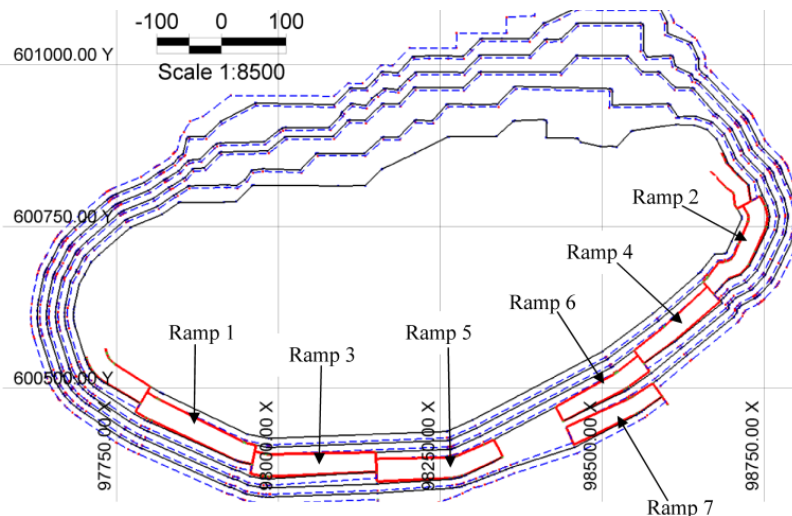 -100 0 100
Scale 1:8500
601000.00 Y
600750.00 Y
600500.00 Y
Ramp 2
Ramp 4
Ramp 6
Ramp 1
Ramp 3
Ramp 5
Ramp 7
97750.00 X
98000.00 X
98250.00 X
98500.00 X
98750.00 X